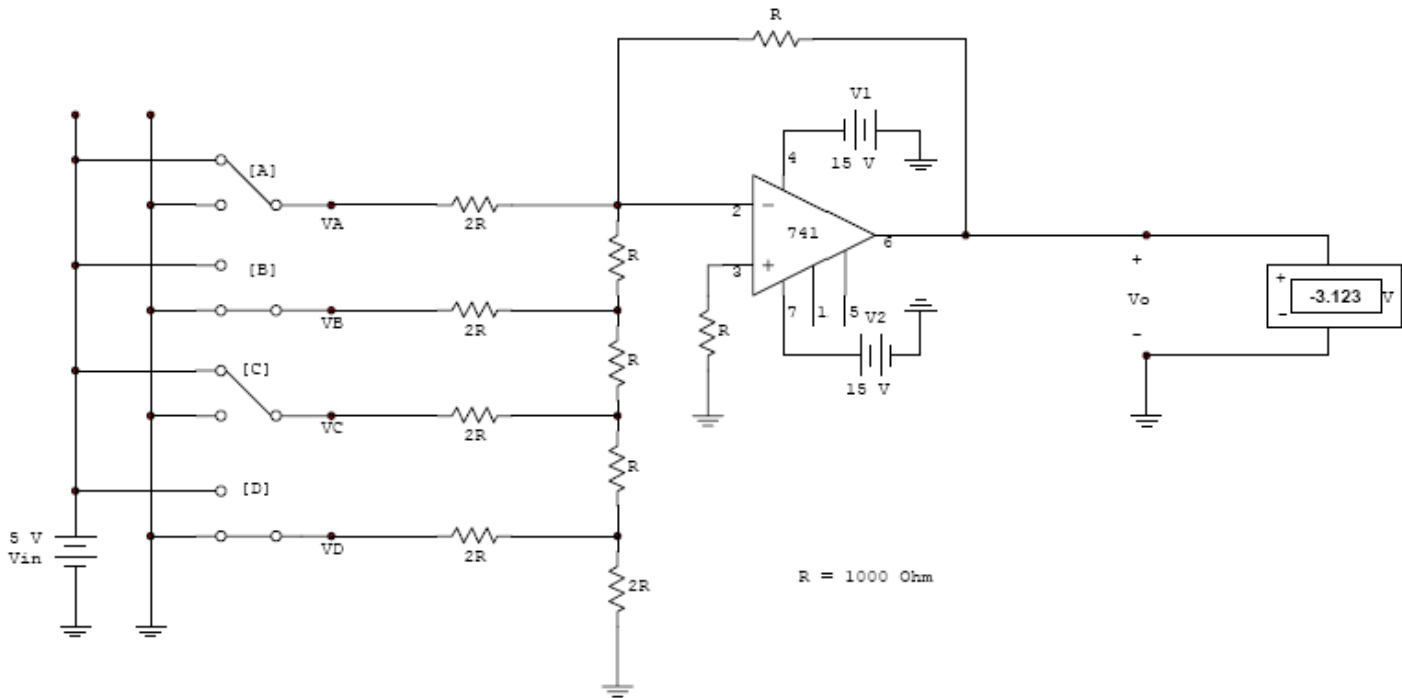 R
V1
4
15 V
[A]
VA
2R
2
−
741
6
R
3
+
[B]
VB
2R
7
1
5
V2
15 V
R
R
+
Vo
−
+
−
-3.123
V
[C]
VC
2R
R
[D]
VD
2R
5 V
Vin
2R
R = 1000 Ohm